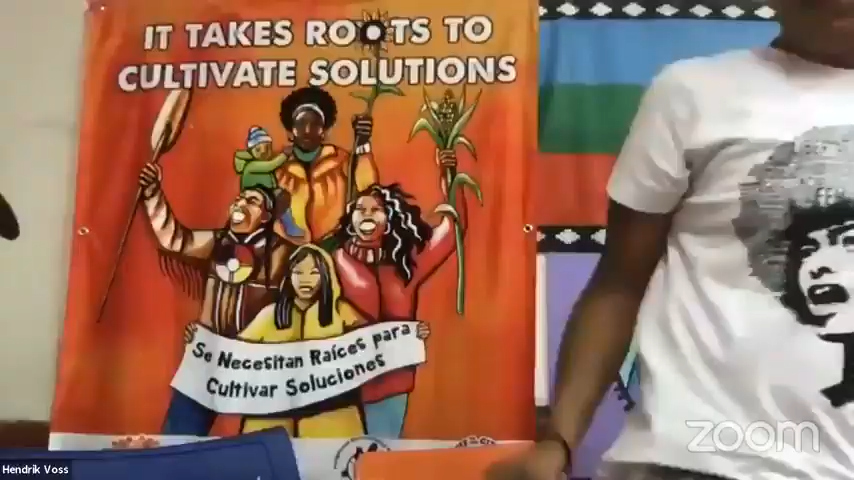 IT TAKES ROOTS TO
CULTIVATE SOLUTIONS
Se Necesitan Raíces para
Cultivar Soluciones
zoom
Hendrik Voss